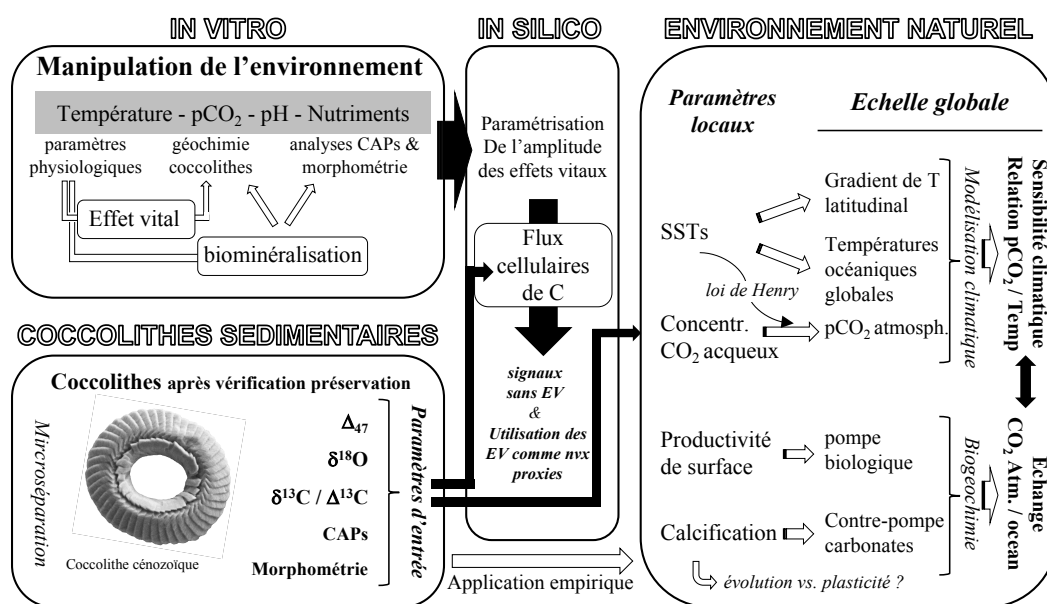 IN VITRO
Manipulation de l’environnement
Température - pCO₂ - pH - Nutriments
paramètres
physiologiques
géochimie
coccolithes
analyses CAPs &
morphométrie
Effet vital
biominéralisation
COCCOLITHES SEDIMENTAIRES
Coccolithes après vérification préservation
Mircroséparation
Coccolithe cénozoïque
Δ₄₇
δ¹⁸O
δ¹³C / Δ¹³C
CAPs
Morphométrie
Paramètres d’entrée
IN SILICO
Paramétrisation
De l’amplitude
des effets vitaux
Flux
cellulaires
de C
signaux
sans EV
&
Utilisation des
EV comme nvx
proxies
Application empirique
ENVIRONNEMENT NATUREL
Paramètres
locaux
Echelle globale
SSTs
Gradient de T
latitudinal
Températures
océaniques
globales
loi de Henry
Concentr.
CO₂ acqueux
pCO₂ atmosph.
Modélisation climatique
Sensibilité climatique
Relation pCO₂ / Temp
Productivité
de surface
pompe
biologique
Calcification
Contre-pompe
carbonates
évolution vs. plasticité ?
Biogeochimie
Echange
CO₂ Atm. / ocean